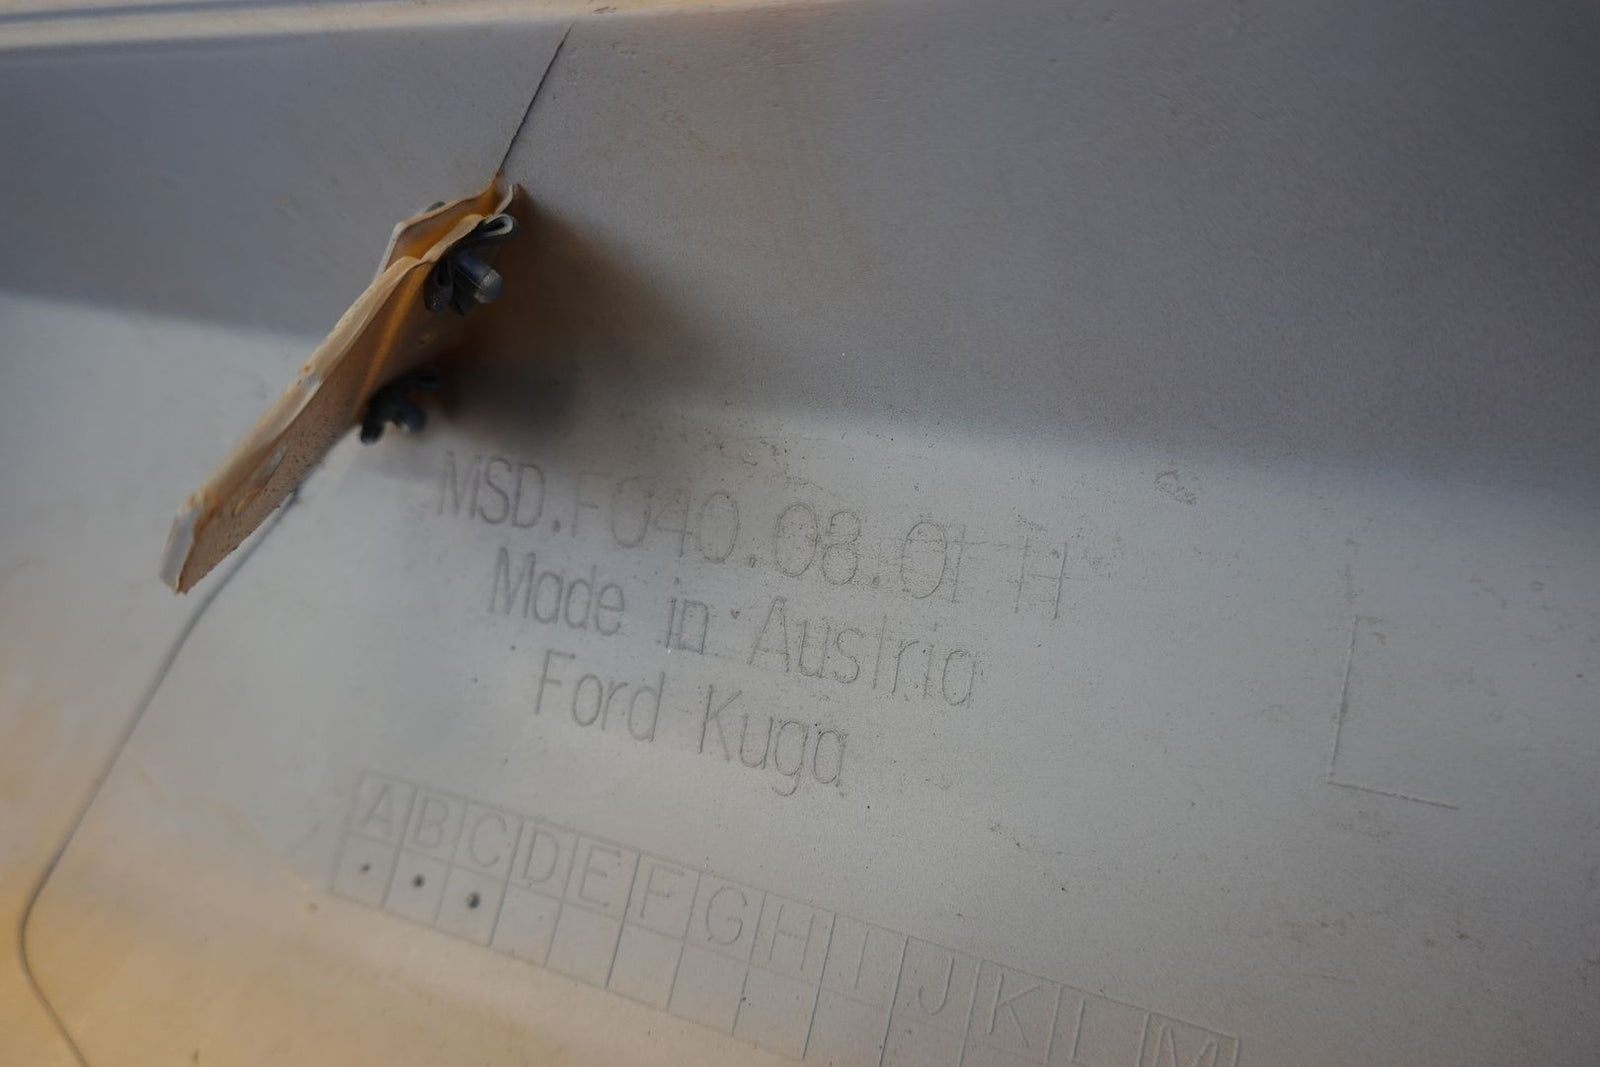 MSD.F040.08.01 H
Made in Austria
Ford Kuga
A B C D E F G H I J K L M